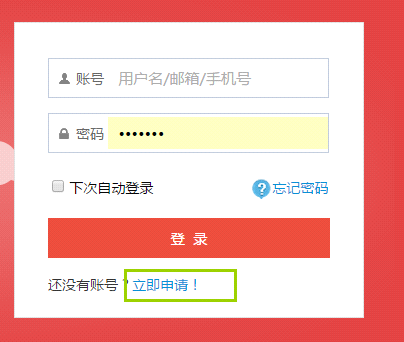 账号 用户名/邮箱/手机号
密码 •••••••
下次自动登录 ?忘记密码
登 录
还没有账号？立即申请！